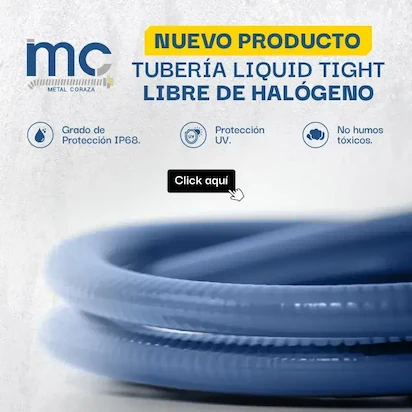 NUEVO PRODUCTO
mc
METAL CORAZA
TUBERÍA LIQUID TIGHT
LIBRE DE HALÓGENO
Grado de
Protección IP68.
UV
Protección
UV.
No humos
tóxicos.
Click aquí